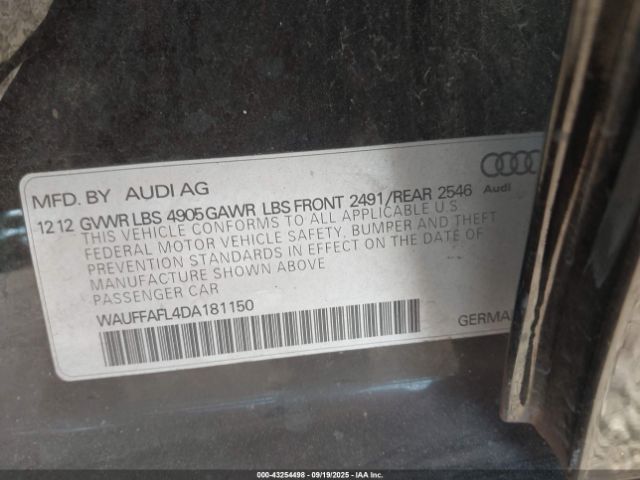 MFD. BY AUDI AG
12 12 GVWR LBS 4905 GAWR LBS FRONT 2491/REAR 2546
Audi
THIS VEHICLE CONFORMS TO ALL APPLICABLE U.S.
FEDERAL MOTOR VEHICLE SAFETY, BUMPER AND THEFT
PREVENTION STANDARDS IN EFFECT ON THE DATE OF
MANUFACTURE SHOWN ABOVE
PASSENGER CAR
WAUFFAFL4DA181150
GERMA
000-43254498 - 09/19/2025 - IAA Inc.